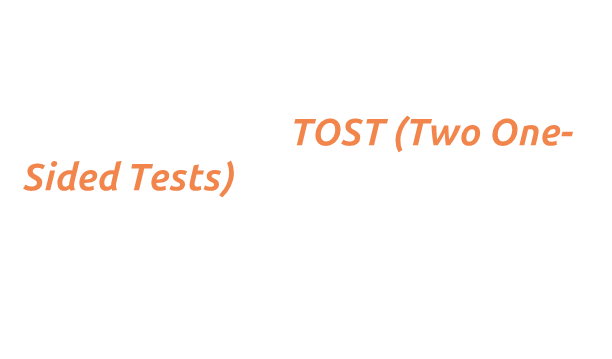 TOST (Two One-
Sided Tests)